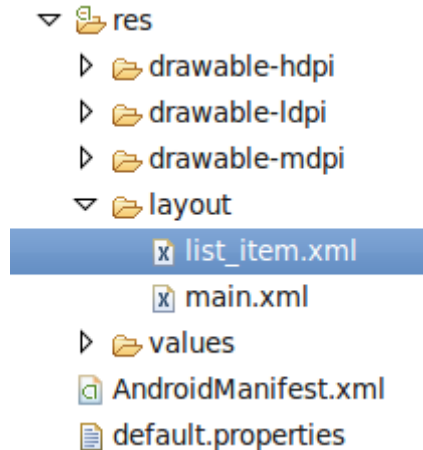 res
drawable-hdpi
drawable-ldpi
drawable-mdpi
layout
list_item.xml
main.xml
values
AndroidManifest.xml
default.properties